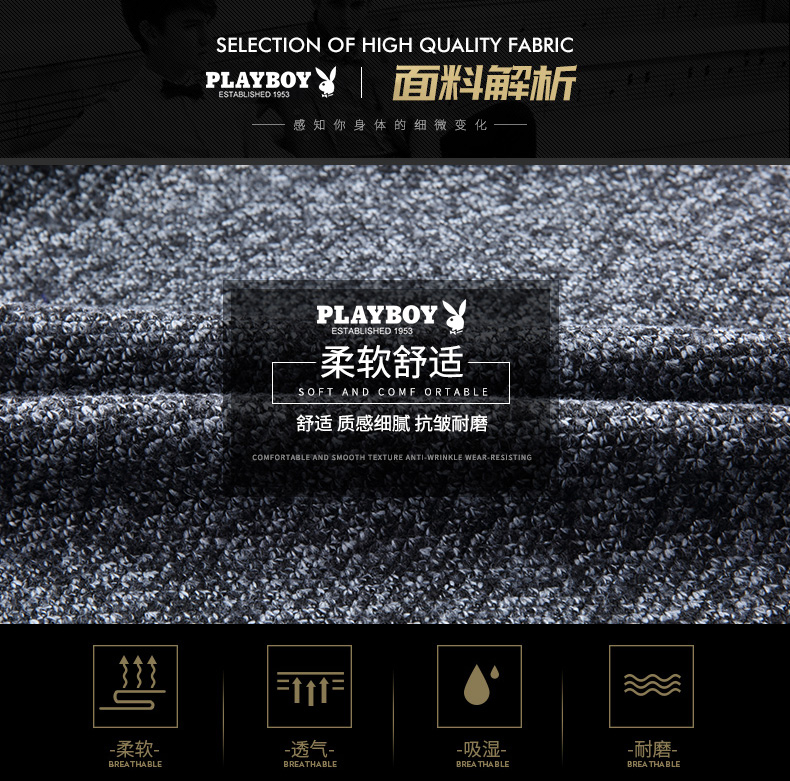 SELECTION OF HIGH QUALITY FABRIC
PLAYBOY
ESTABLISHED 1953
面料解析
感知你身体的细微变化
PLAYBOY
ESTABLISHED 1953
柔软舒适
SOFT AND COMF ORTABLE
舒适 质感细腻 抗皱耐磨
COMFORTABLE AND SMOOTH TEXTURE ANTI-WRINKLE WEAR-RESISTING
-柔软-
BREATHABLE
-透气-
BREATHABLE
-吸湿-
BREATHABLE
-耐磨-
BREATHABLE